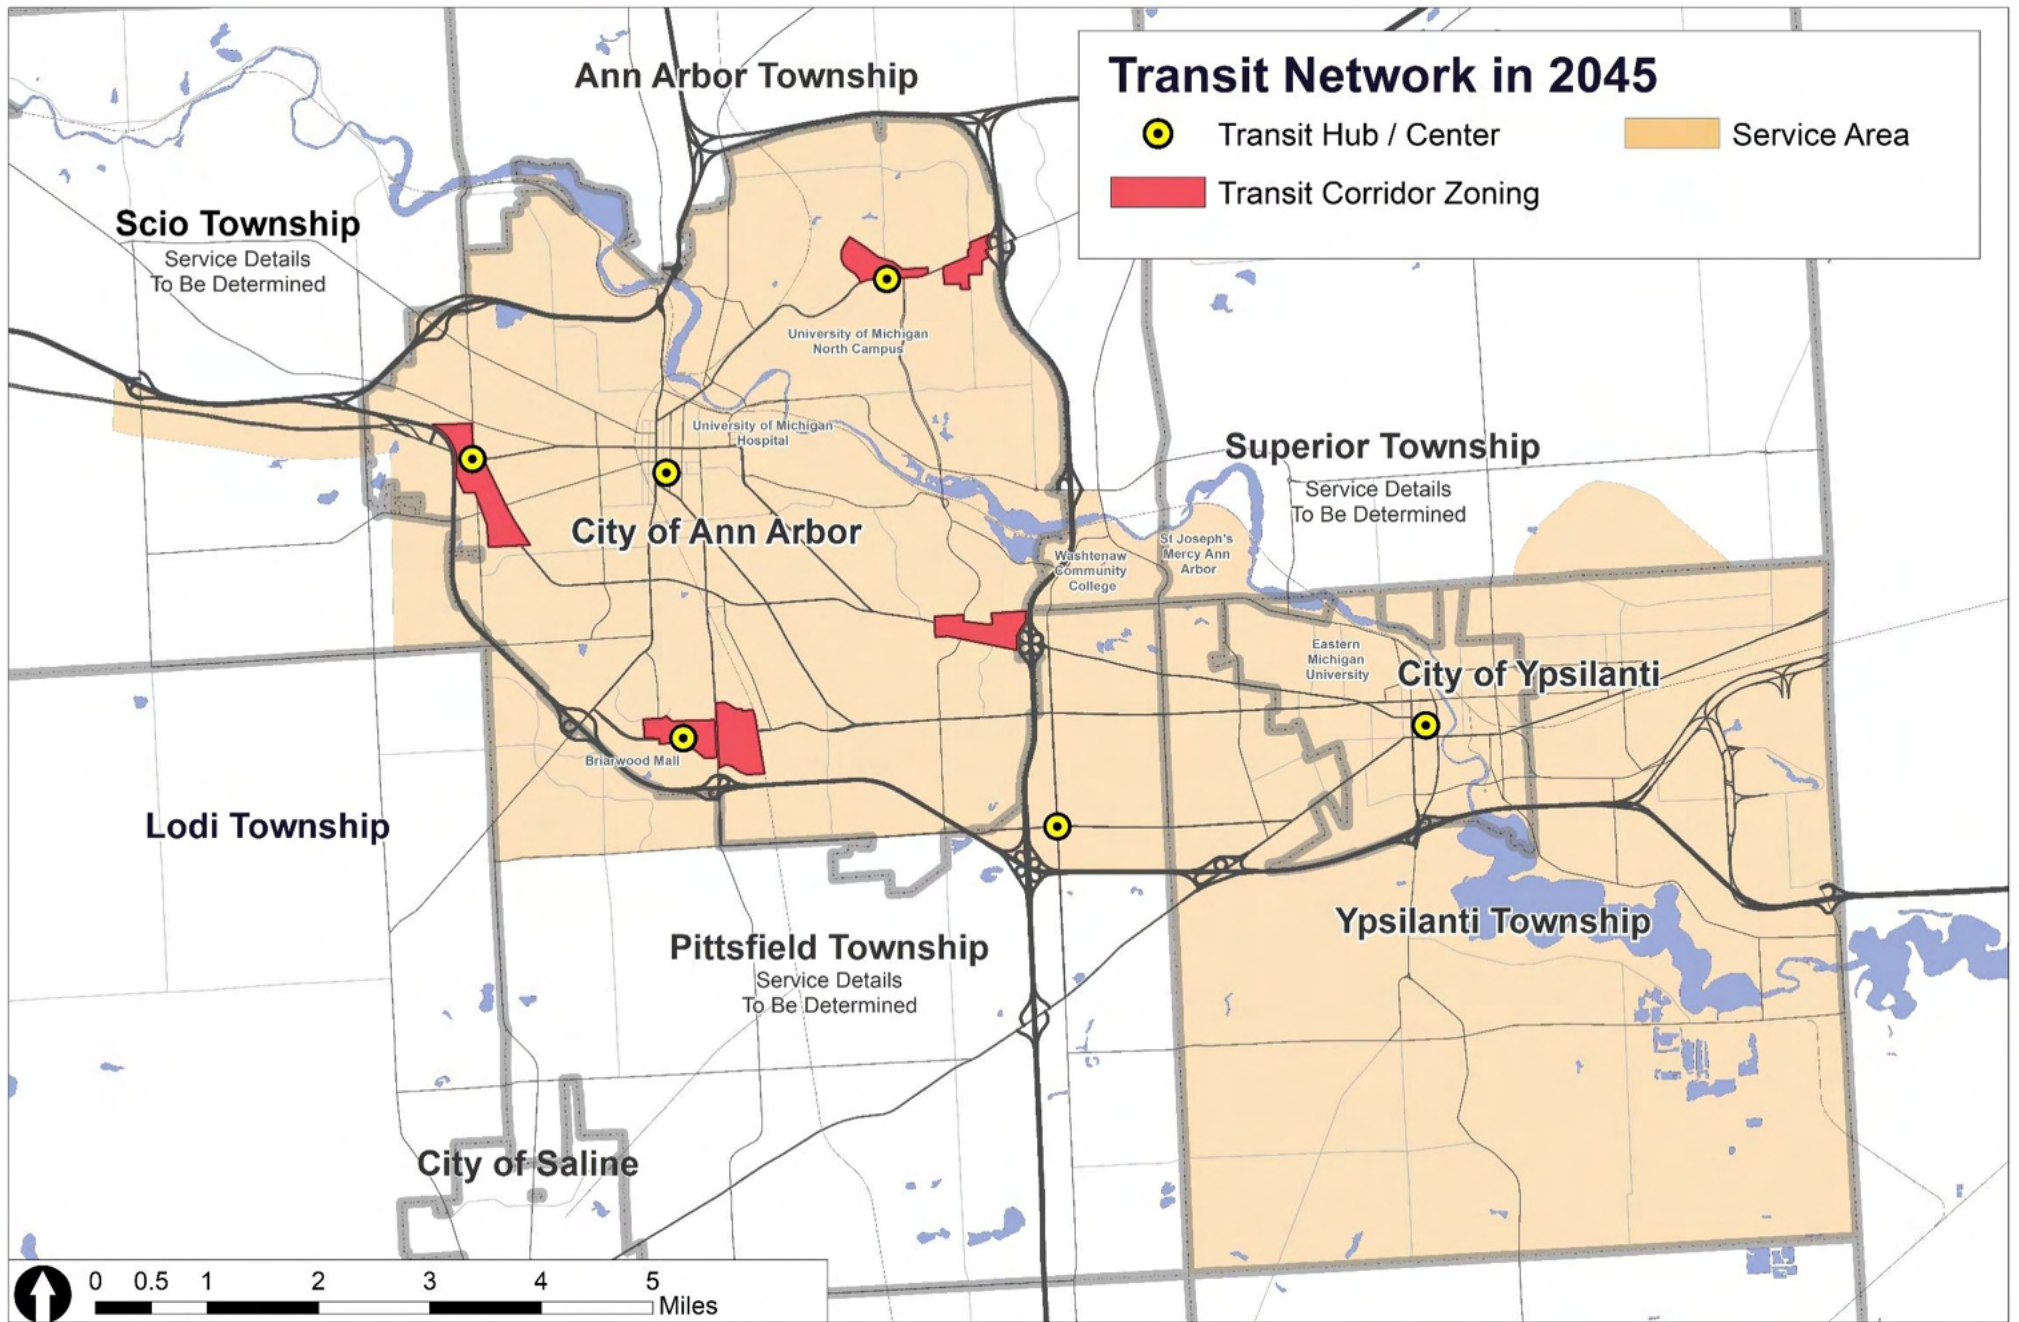 Transit Network in 2045
Transit Hub / Center
Service Area
Transit Corridor Zoning
Ann Arbor Township
Scio Township
Service Details
To Be Determined
University of Michigan
North Campus
University of Michigan
Hospital
Superior Township
Service Details
To Be Determined
City of Ann Arbor
St Joseph's
Mercy Ann
Arbor
Washtenaw
Community
College
Eastern
Michigan
University
City of Ypsilanti
Briarwood Mall
Lodi Township
Ypsilanti Township
Pittsfield Township
Service Details
To Be Determined
City of Saline
0 0.5 1 2 3 4 5
Miles